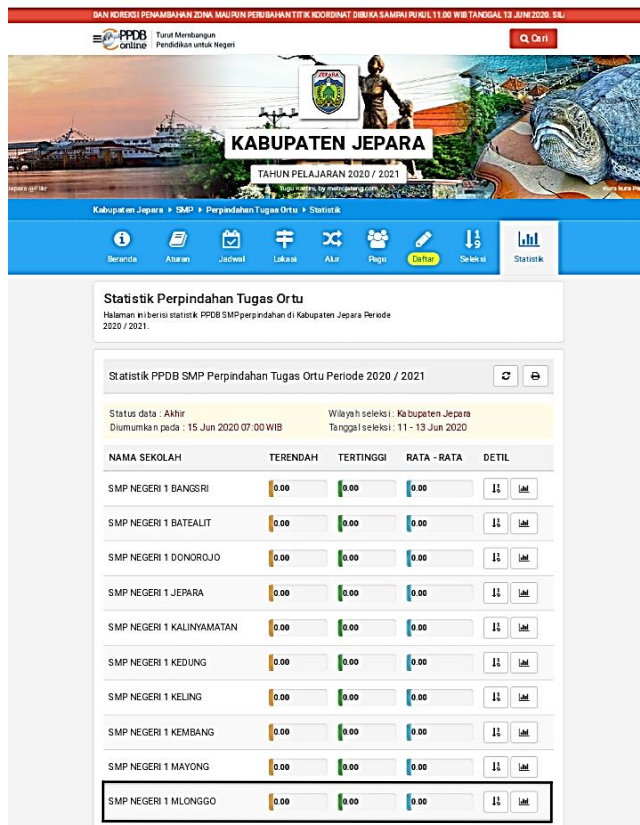 DAN KOREKSI PENAMBAHAN ZONA MAUPUN PERUBAHAN TITIK KOORDINAT DIBUKA SAMPAI PUKUL 11.00 WIB TANGGAL 13 JUNI 2020.
PPDB online
Turut Membangun
Pendidikan untuk Negeri
Cari
JEPARA
KABUPATEN JEPARA
TAHUN PELAJARAN 2020 / 2021
Tugu Kartini, by metrojateng.com
Kura kura
Kabupaten Jepara SMP Perpindahan Tugas Ortu Statistik
Beranda Aturan Jadwal Lokasi Alur Pagu Daftar Seleksi Statistik
Statistik Perpindahan Tugas Ortu
Halaman ini berisi statistik PPDB SMP perpindahan di Kabupaten Jepara Periode
2020 / 2021.
Statistik PPDB SMP Perpindahan Tugas Ortu Periode 2020 / 2021
Status data : Akhir Wilayah seleksi : Kabupaten Jepara
Diumumkan pada : 15 Jun 2020 07:00 WIB Tanggal seleksi : 11 - 13 Jun 2020
NAMA SEKOLAH TERENDAH TERTINGGI RATA - RATA DETIL
SMP NEGERI 1 BANGSRI 0.00 0.00 0.00
SMP NEGERI 1 BATEALIT 0.00 0.00 0.00
SMP NEGERI 1 DONOROJO 0.00 0.00 0.00
SMP NEGERI 1 JEPARA 0.00 0.00 0.00
SMP NEGERI 1 KALINYAMATAN 0.00 0.00 0.00
SMP NEGERI 1 KEDUNG 0.00 0.00 0.00
SMP NEGERI 1 KELING 0.00 0.00 0.00
SMP NEGERI 1 KEMBANG 0.00 0.00 0.00
SMP NEGERI 1 MAYONG 0.00 0.00 0.00
SMP NEGERI 1 MLONGGO 0.00 0.00 0.00